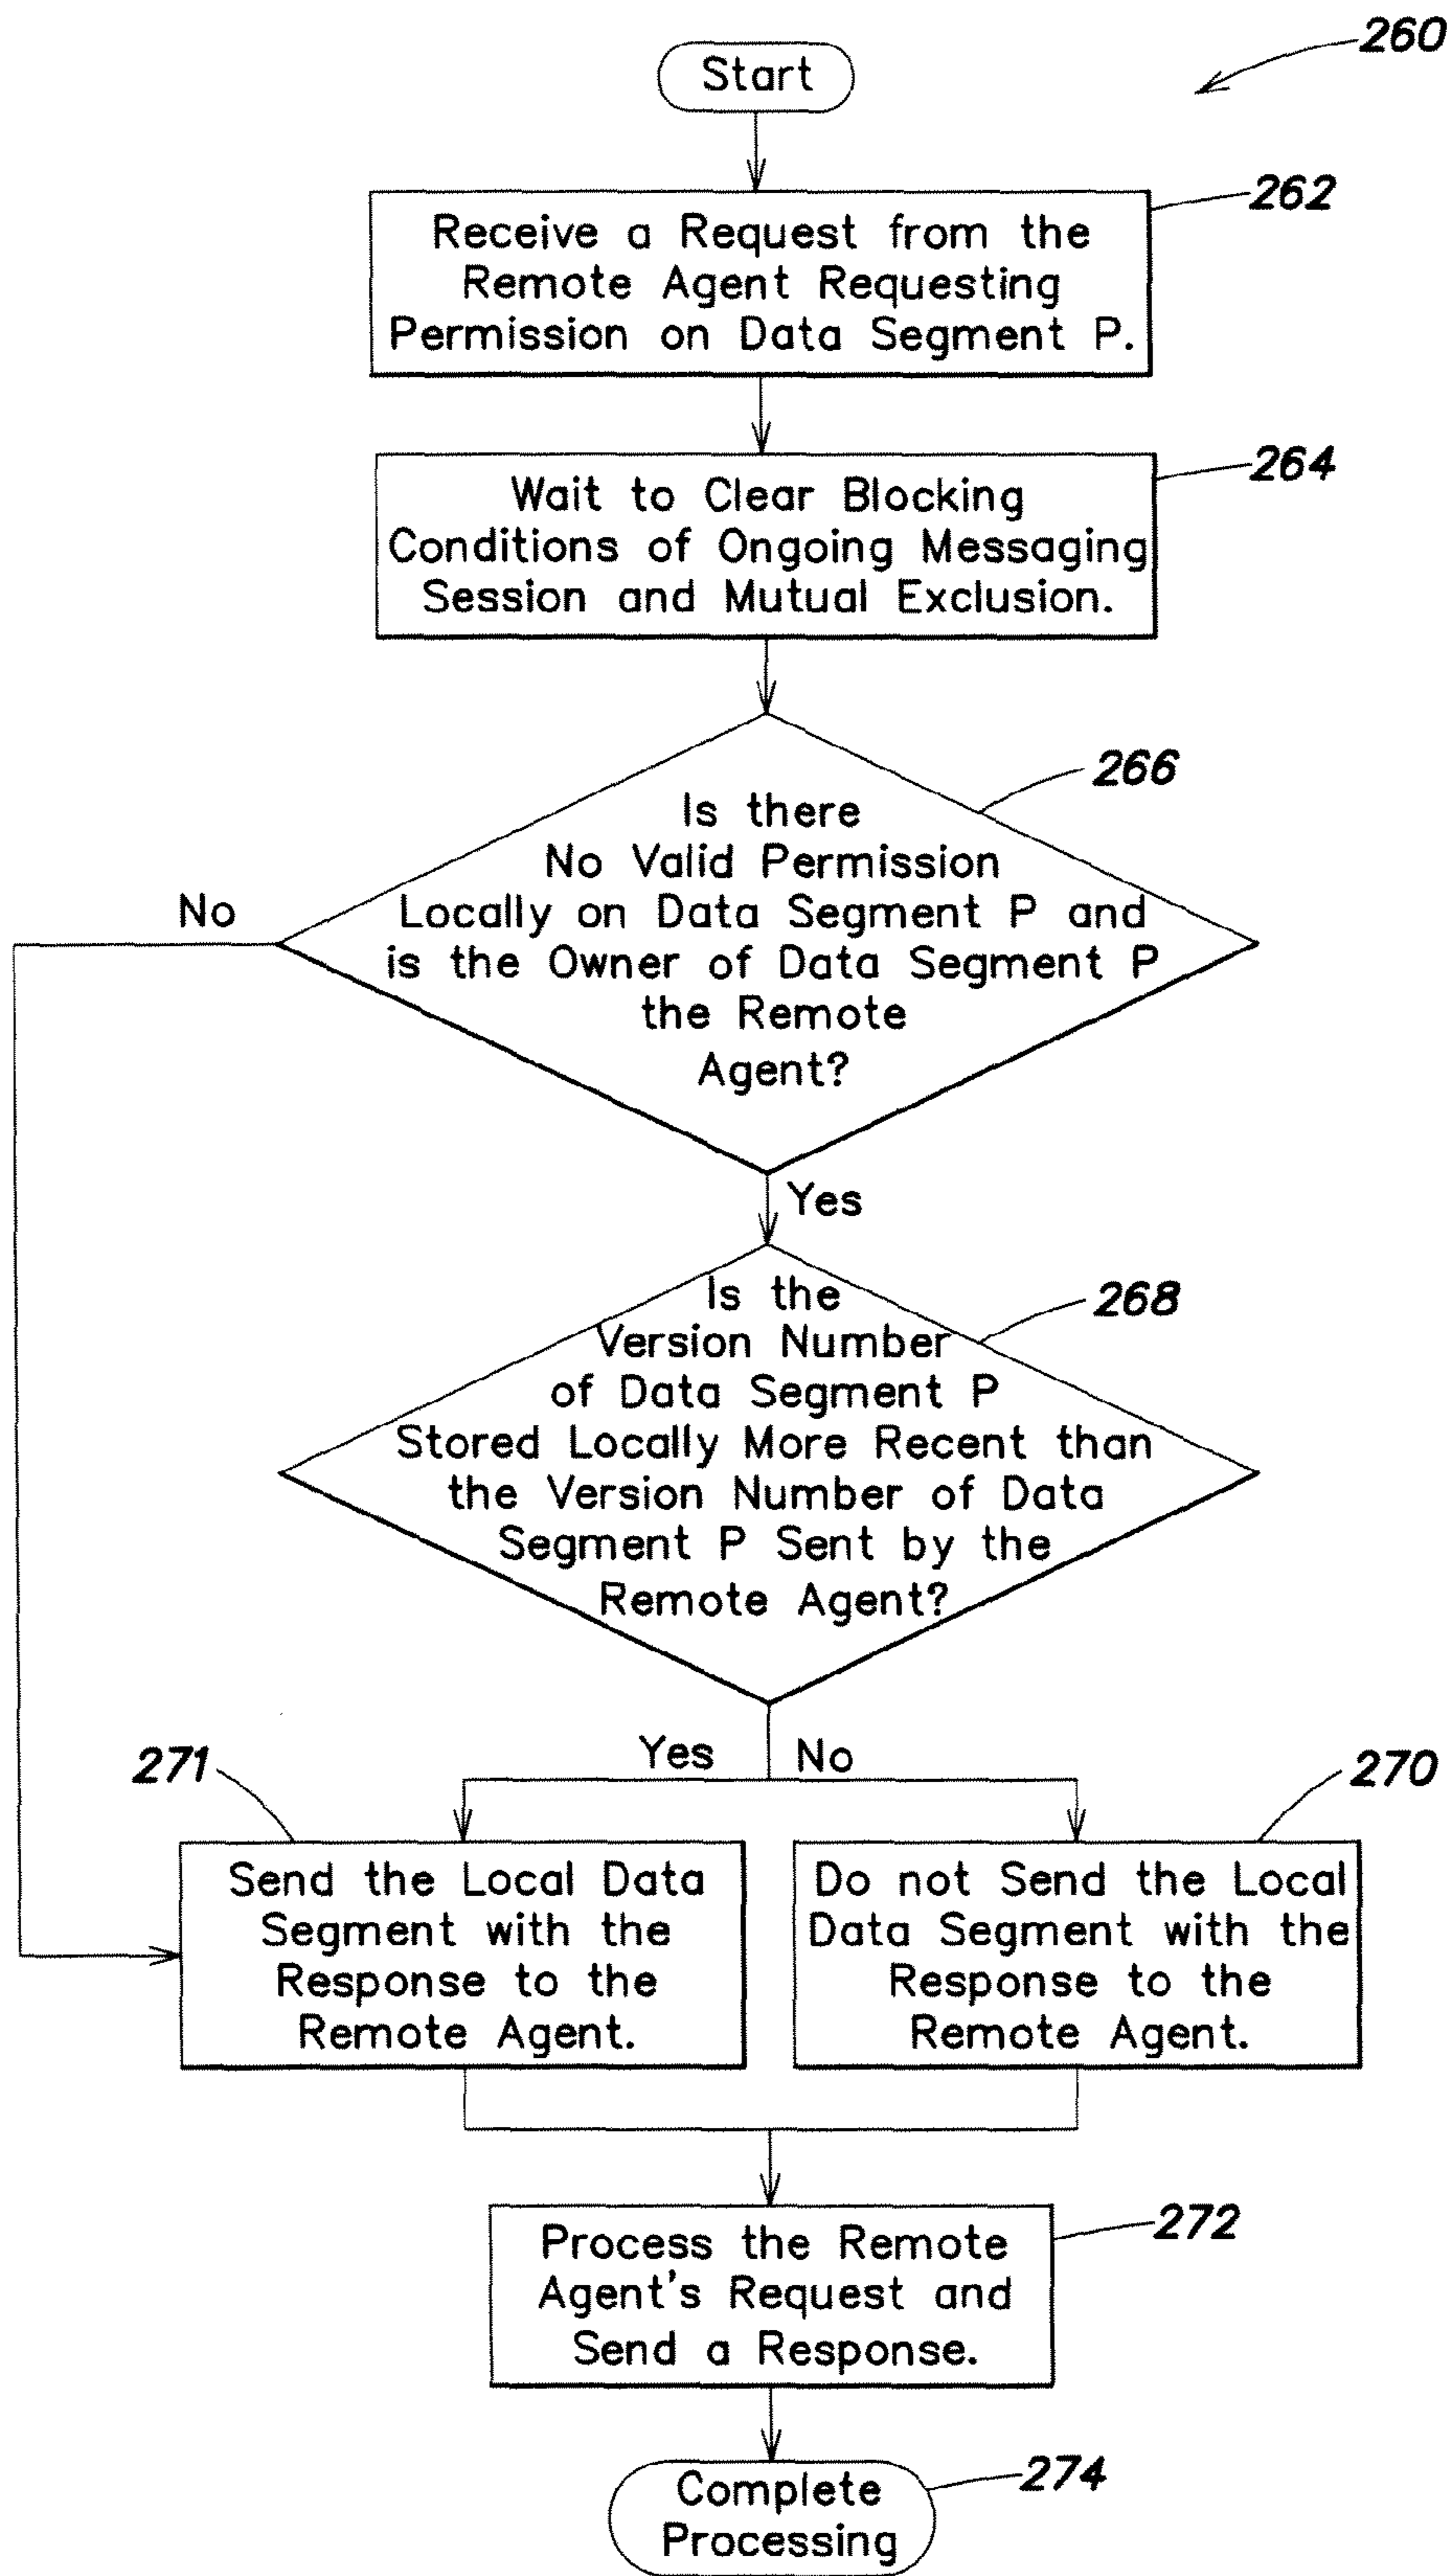 260
Start
262
Receive a Request from the
Remote Agent Requesting
Permission on Data Segment P.
264
Wait to Clear Blocking
Conditions of Ongoing Messaging
Session and Mutual Exclusion.
266
Is there
No Valid Permission
Locally on Data Segment P and
is the Owner of Data Segment P
the Remote
Agent?
No
Yes
268
Is the
Version Number
of Data Segment P
Stored Locally More Recent than
the Version Number of Data
Segment P Sent by the
Remote Agent?
Yes
No
271
Send the Local Data
Segment with the
Response to the
Remote Agent.
270
Do not Send the Local
Data Segment with the
Response to the
Remote Agent.
272
Process the Remote
Agent's Request and
Send a Response.
274
Complete
Processing